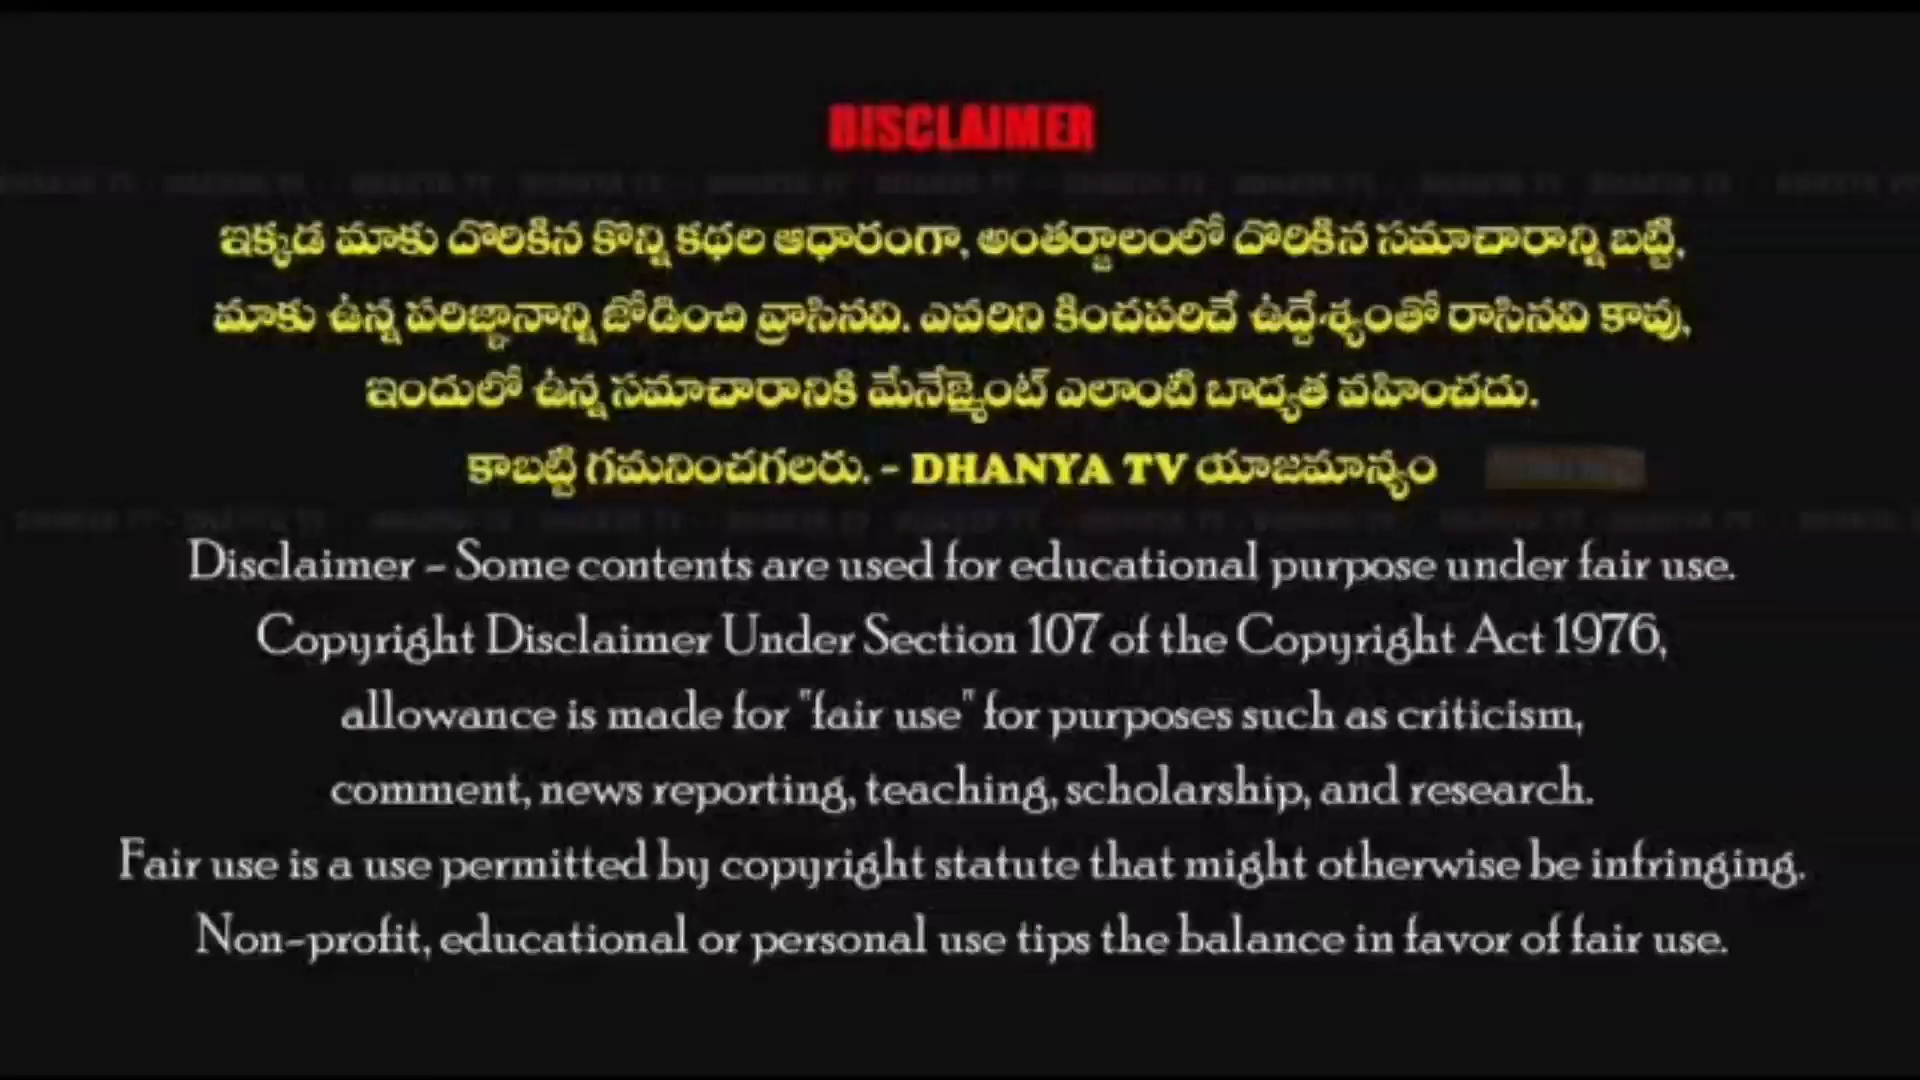 DISCLAIMER
ఇక్కడ మాకు దొరికిన కొన్ని కథల ఆధారంగా, అంతర్జాలంలో దొరికిన సమాచారాన్ని బట్టి,
మాకు ఉన్న పరిజ్ఞానాన్ని జోడించి వ్రాసినవి. ఎవరిని కించపరిచే ఉద్దేశ్యంతో రాసినవి కావు,
ఇందులో ఉన్న సమాచారానికి మేనేజ్మెంట్ ఎలాంటి బాద్యత వహించదు.
కాబట్టి గమనించగలరు. - DHANYA TV యాజమాన్యం
Disclaimer - Some contents are used for educational purpose under fair use.
Copyright Disclaimer Under Section 107 of the Copyright Act 1976,
allowance is made for "fair use" for purposes such as criticism,
comment, news reporting, teaching, scholarship, and research.
Fair use is a use permitted by copyright statute that might otherwise be infringing.
Non-profit, educational or personal use tips the balance in favor of fair use.